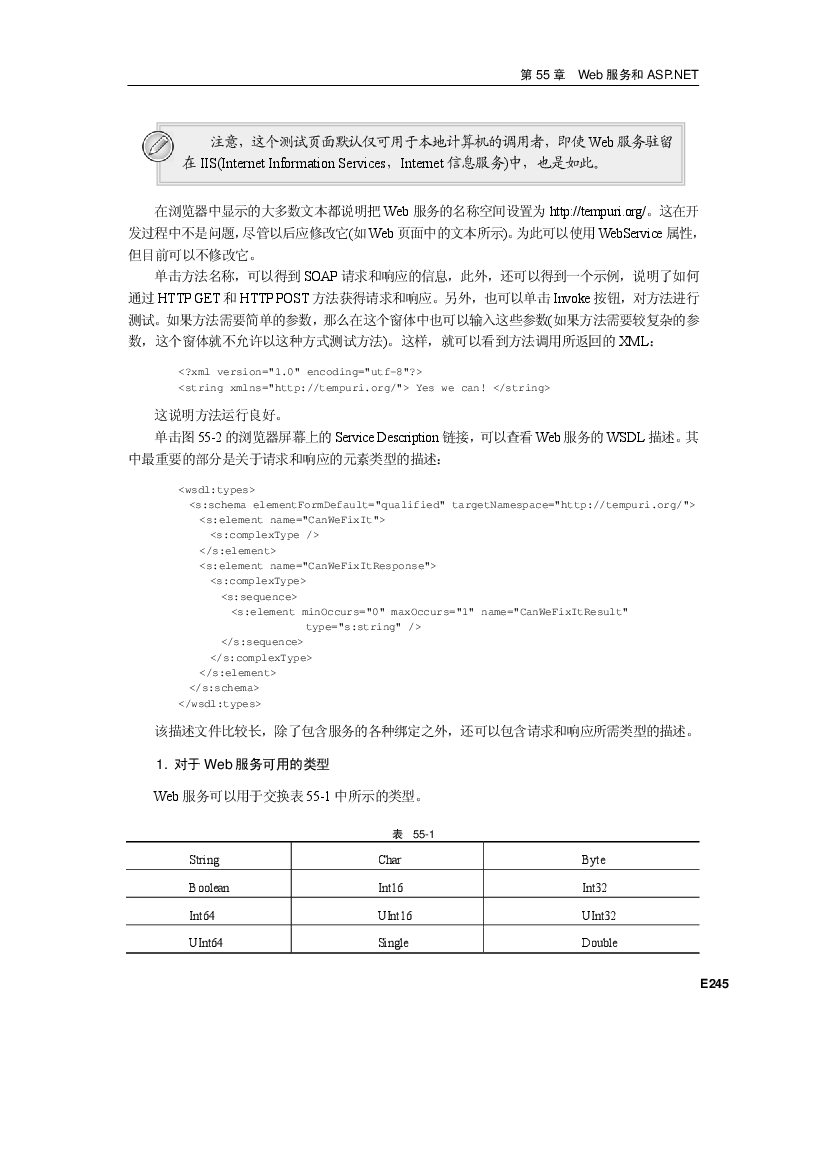 第 55 章　Web 服务和 ASP.NET
注意，这个测试页面默认仅可用于本地计算机的调用者，即使 Web 服务驻留
在 IIS(Internet Information Services，Internet 信息服务)中，也是如此。
在浏览器中显示的大多数文本都说明把 Web 服务的名称空间设置为 http://tempuri.org/。这在开
发过程中不是问题，尽管以后应修改它(如 Web 页面中的文本所示)。为此可以使用 WebService 属性，
但目前可以不修改它。
单击方法名称，可以得到 SOAP 请求和响应的信息，此外，还可以得到一个示例，说明了如何
通过 HTTP GET 和 HTTP POST 方法获得请求和响应。另外，也可以单击 Invoke 按钮，对方法进行
测试。如果方法需要简单的参数，那么在这个窗体中也可以输入这些参数(如果方法需要较复杂的参
数，这个窗体就不允许以这种方式测试方法)。这样，就可以看到方法调用所返回的 XML：
<?xml version="1.0" encoding="utf-8"?>
<string xmlns="http://tempuri.org/"> Yes we can! </string>
这说明方法运行良好。
单击图 55-2 的浏览器屏幕上的 Service Description 链接，可以查看 Web 服务的 WSDL 描述。其
中最重要的部分是关于请求和响应的元素类型的描述：
<wsdl:types>
<s:schema elementFormDefault="qualified" targetNamespace="http://tempuri.org/">
<s:element name="CanWeFixIt">
<s:complexType />
</s:element>
<s:element name="CanWeFixItResponse">
<s:complexType>
<s:sequence>
<s:element minOccurs="0" maxOccurs="1" name="CanWeFixItResult"
type="s:string" />
</s:sequence>
</s:complexType>
</s:element>
</s:schema>
</wsdl:types>
该描述文件比较长，除了包含服务的各种绑定之外，还可以包含请求和响应所需类型的描述。
1. 对于 Web 服务可用的类型
Web 服务可以用于交换表 55-1 中所示的类型。
表 55-1
String Char Byte
Boolean Int16 Int32
Int64 UInt16 UInt32
UInt64 Single Double
E245